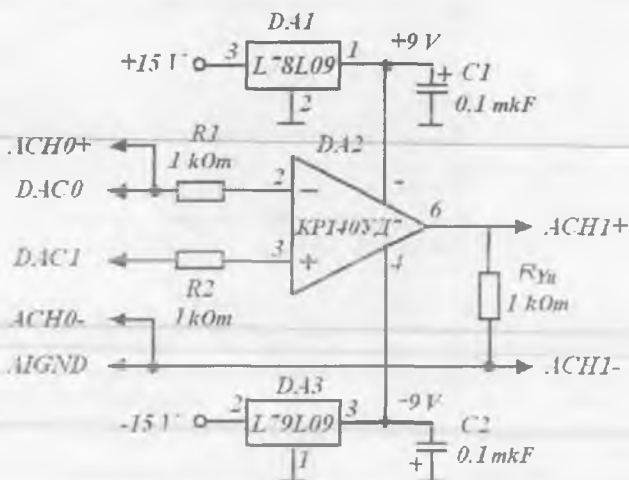 DA1
+15 V 3 L78L09 1 +9 V
2
C1
0.1 mkF
+
R1
1 kOm
DA2
ACH0+
DAC0
2 −
КР140УД7
6
ACH1+
DAC1
3 +
4
R2
1 kOm
1 kOm
ACH0-
AIGND
ACH1-
DA3
-15 V 2 L79L09 3 -9 V
1
C2
0.1 mkF
+